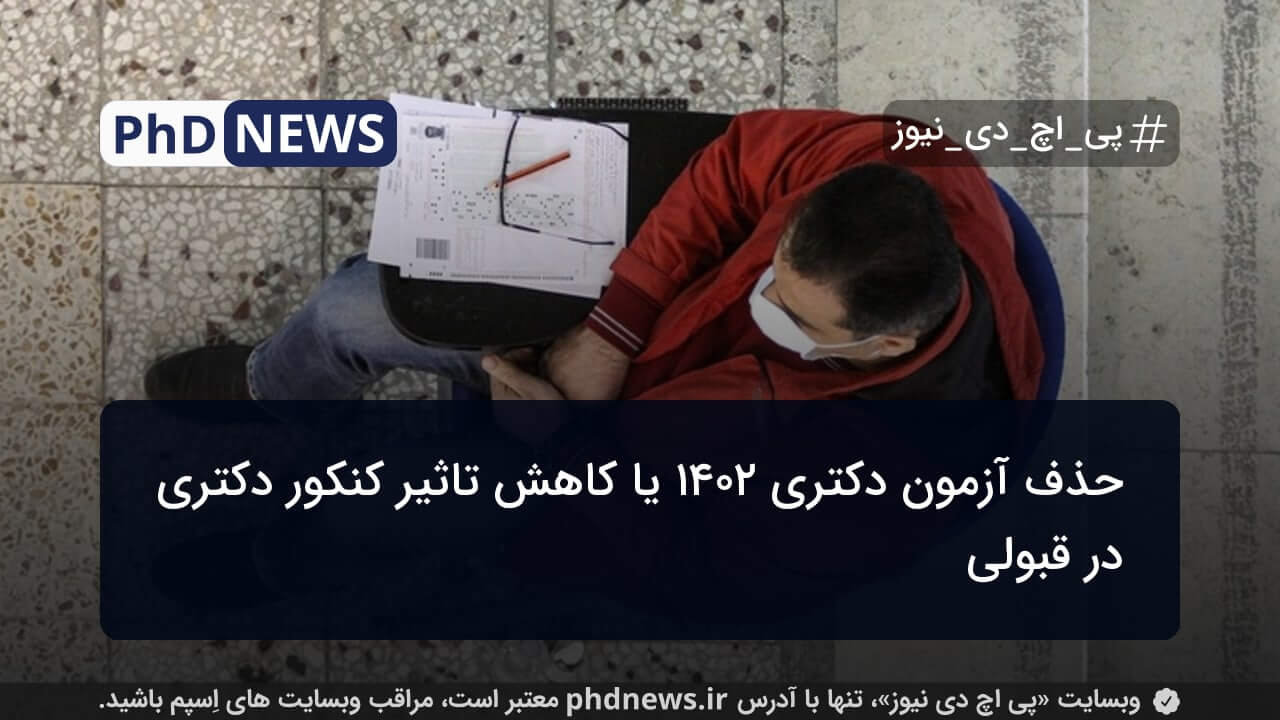 PhD NEWS
#پی_اچ_دی_نیوز
حذف آزمون دکتری ۱۴۰۲ یا کاهش تاثیر کنکور دکتری
در قبولی
وبسایت «پی اچ دی نیوز»، تنها با آدرس phdnews.ir معتبر است، مراقب وبسایت های اِسپم باشید.